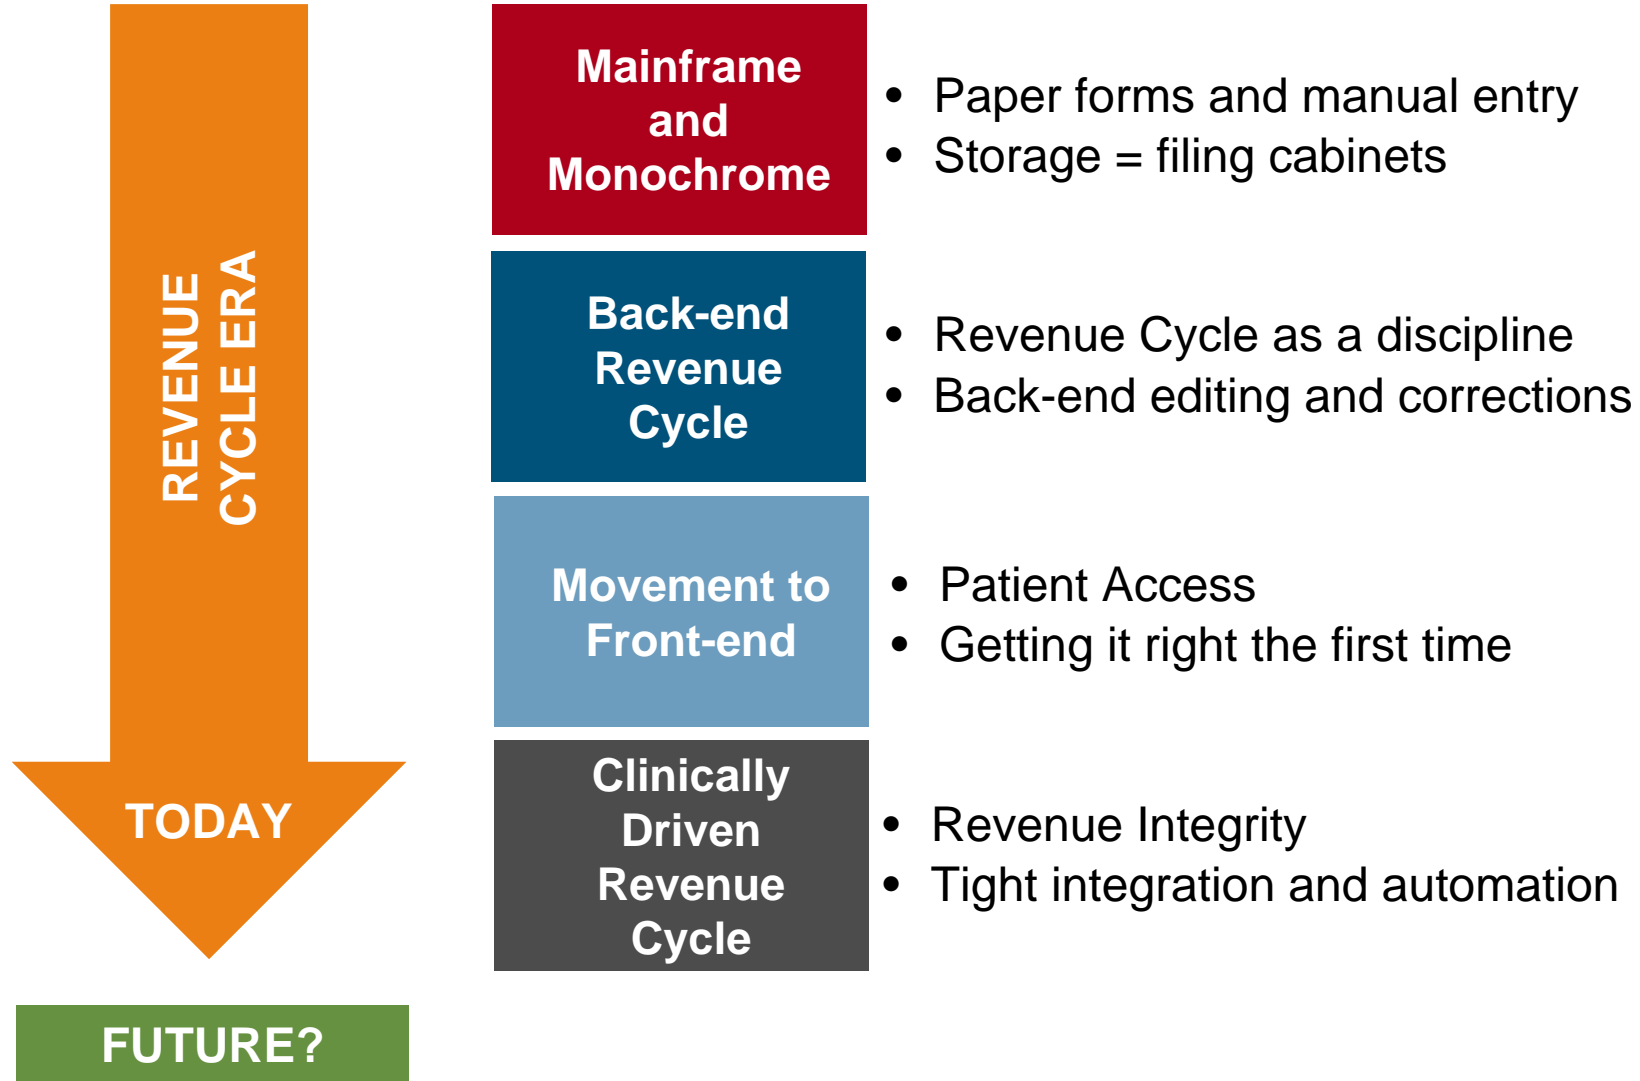 REVENUE
CYCLE ERA
TODAY
FUTURE?
Mainframe
and
Monochrome
• Paper forms and manual entry
• Storage = filing cabinets
Back-end
Revenue
Cycle
• Revenue Cycle as a discipline
• Back-end editing and corrections
Movement to
Front-end
• Patient Access
• Getting it right the first time
Clinically
Driven
Revenue
Cycle
• Revenue Integrity
• Tight integration and automation